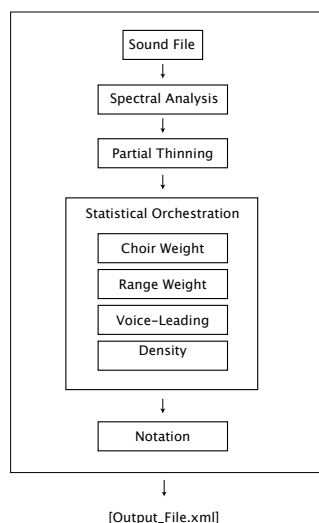 Sound File
Spectral Analysis
Partial Thinning
Statistical Orchestration
Choir Weight
Range Weight
Voice-Leading
Density
Notation
[Output_File.xml]